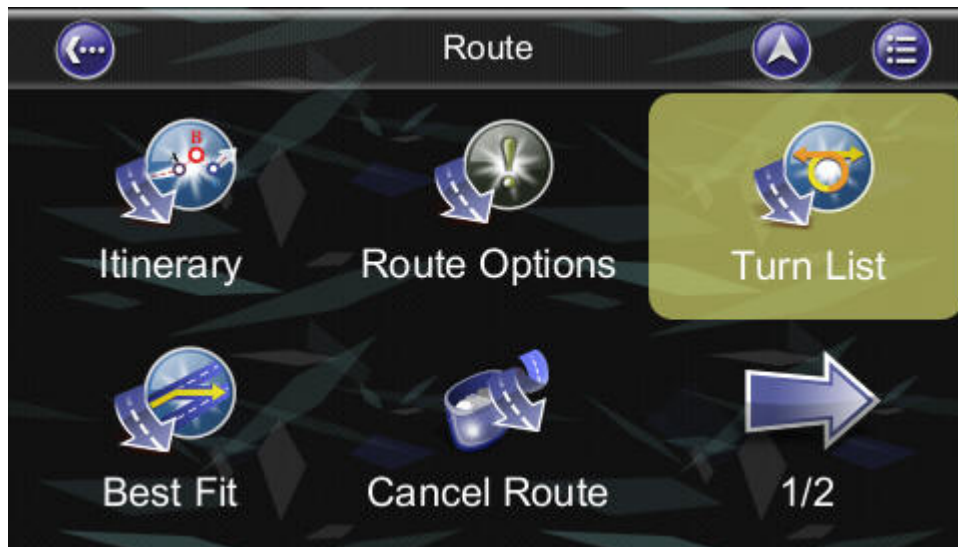 Route
Itinerary
Route Options
Turn List
Best Fit
Cancel Route
1/2
B